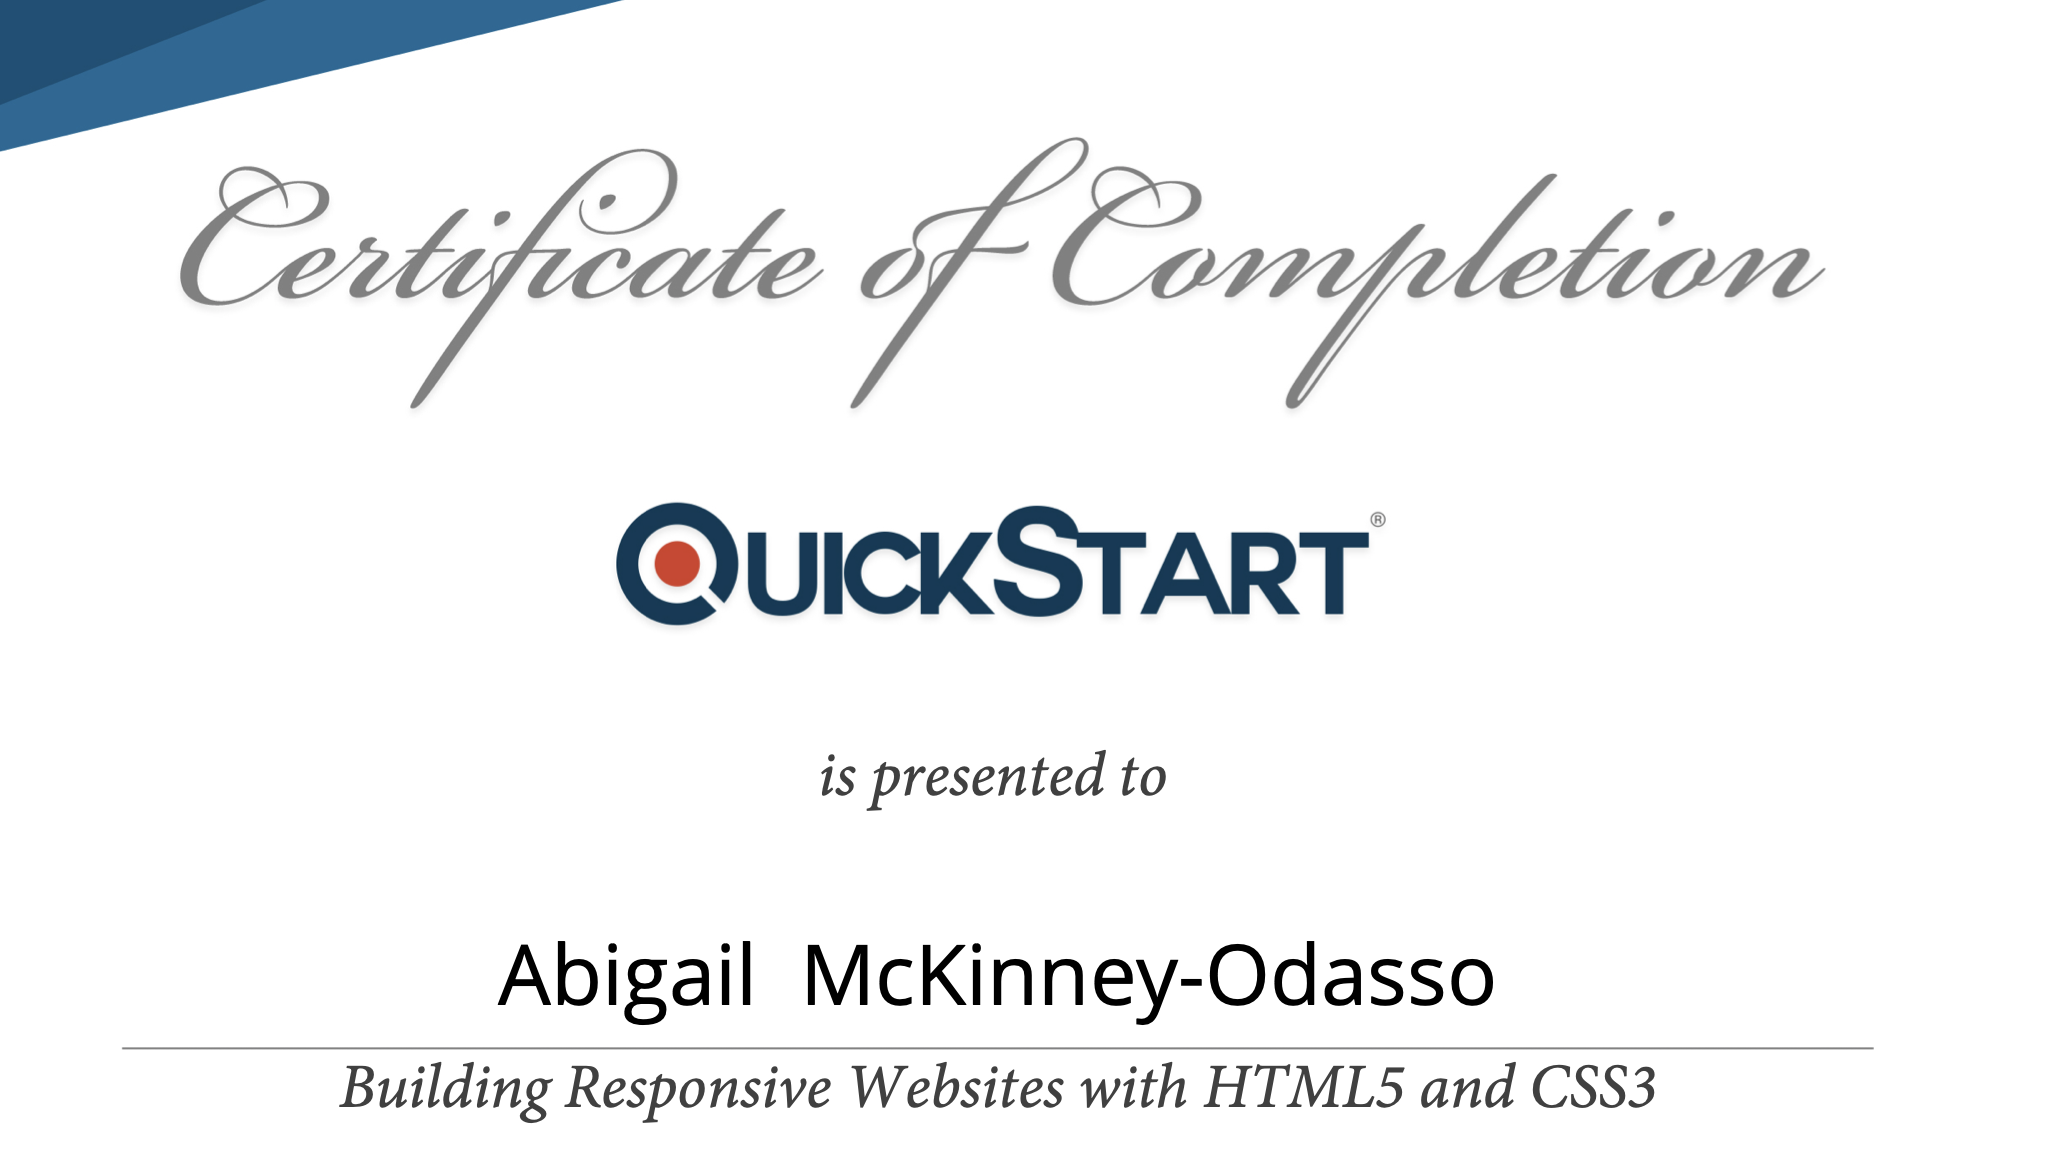 Certificate of Completion
QUICKSTART®
is presented to
Abigail McKinney-Odasso
Building Responsive Websites with HTML5 and CSS3